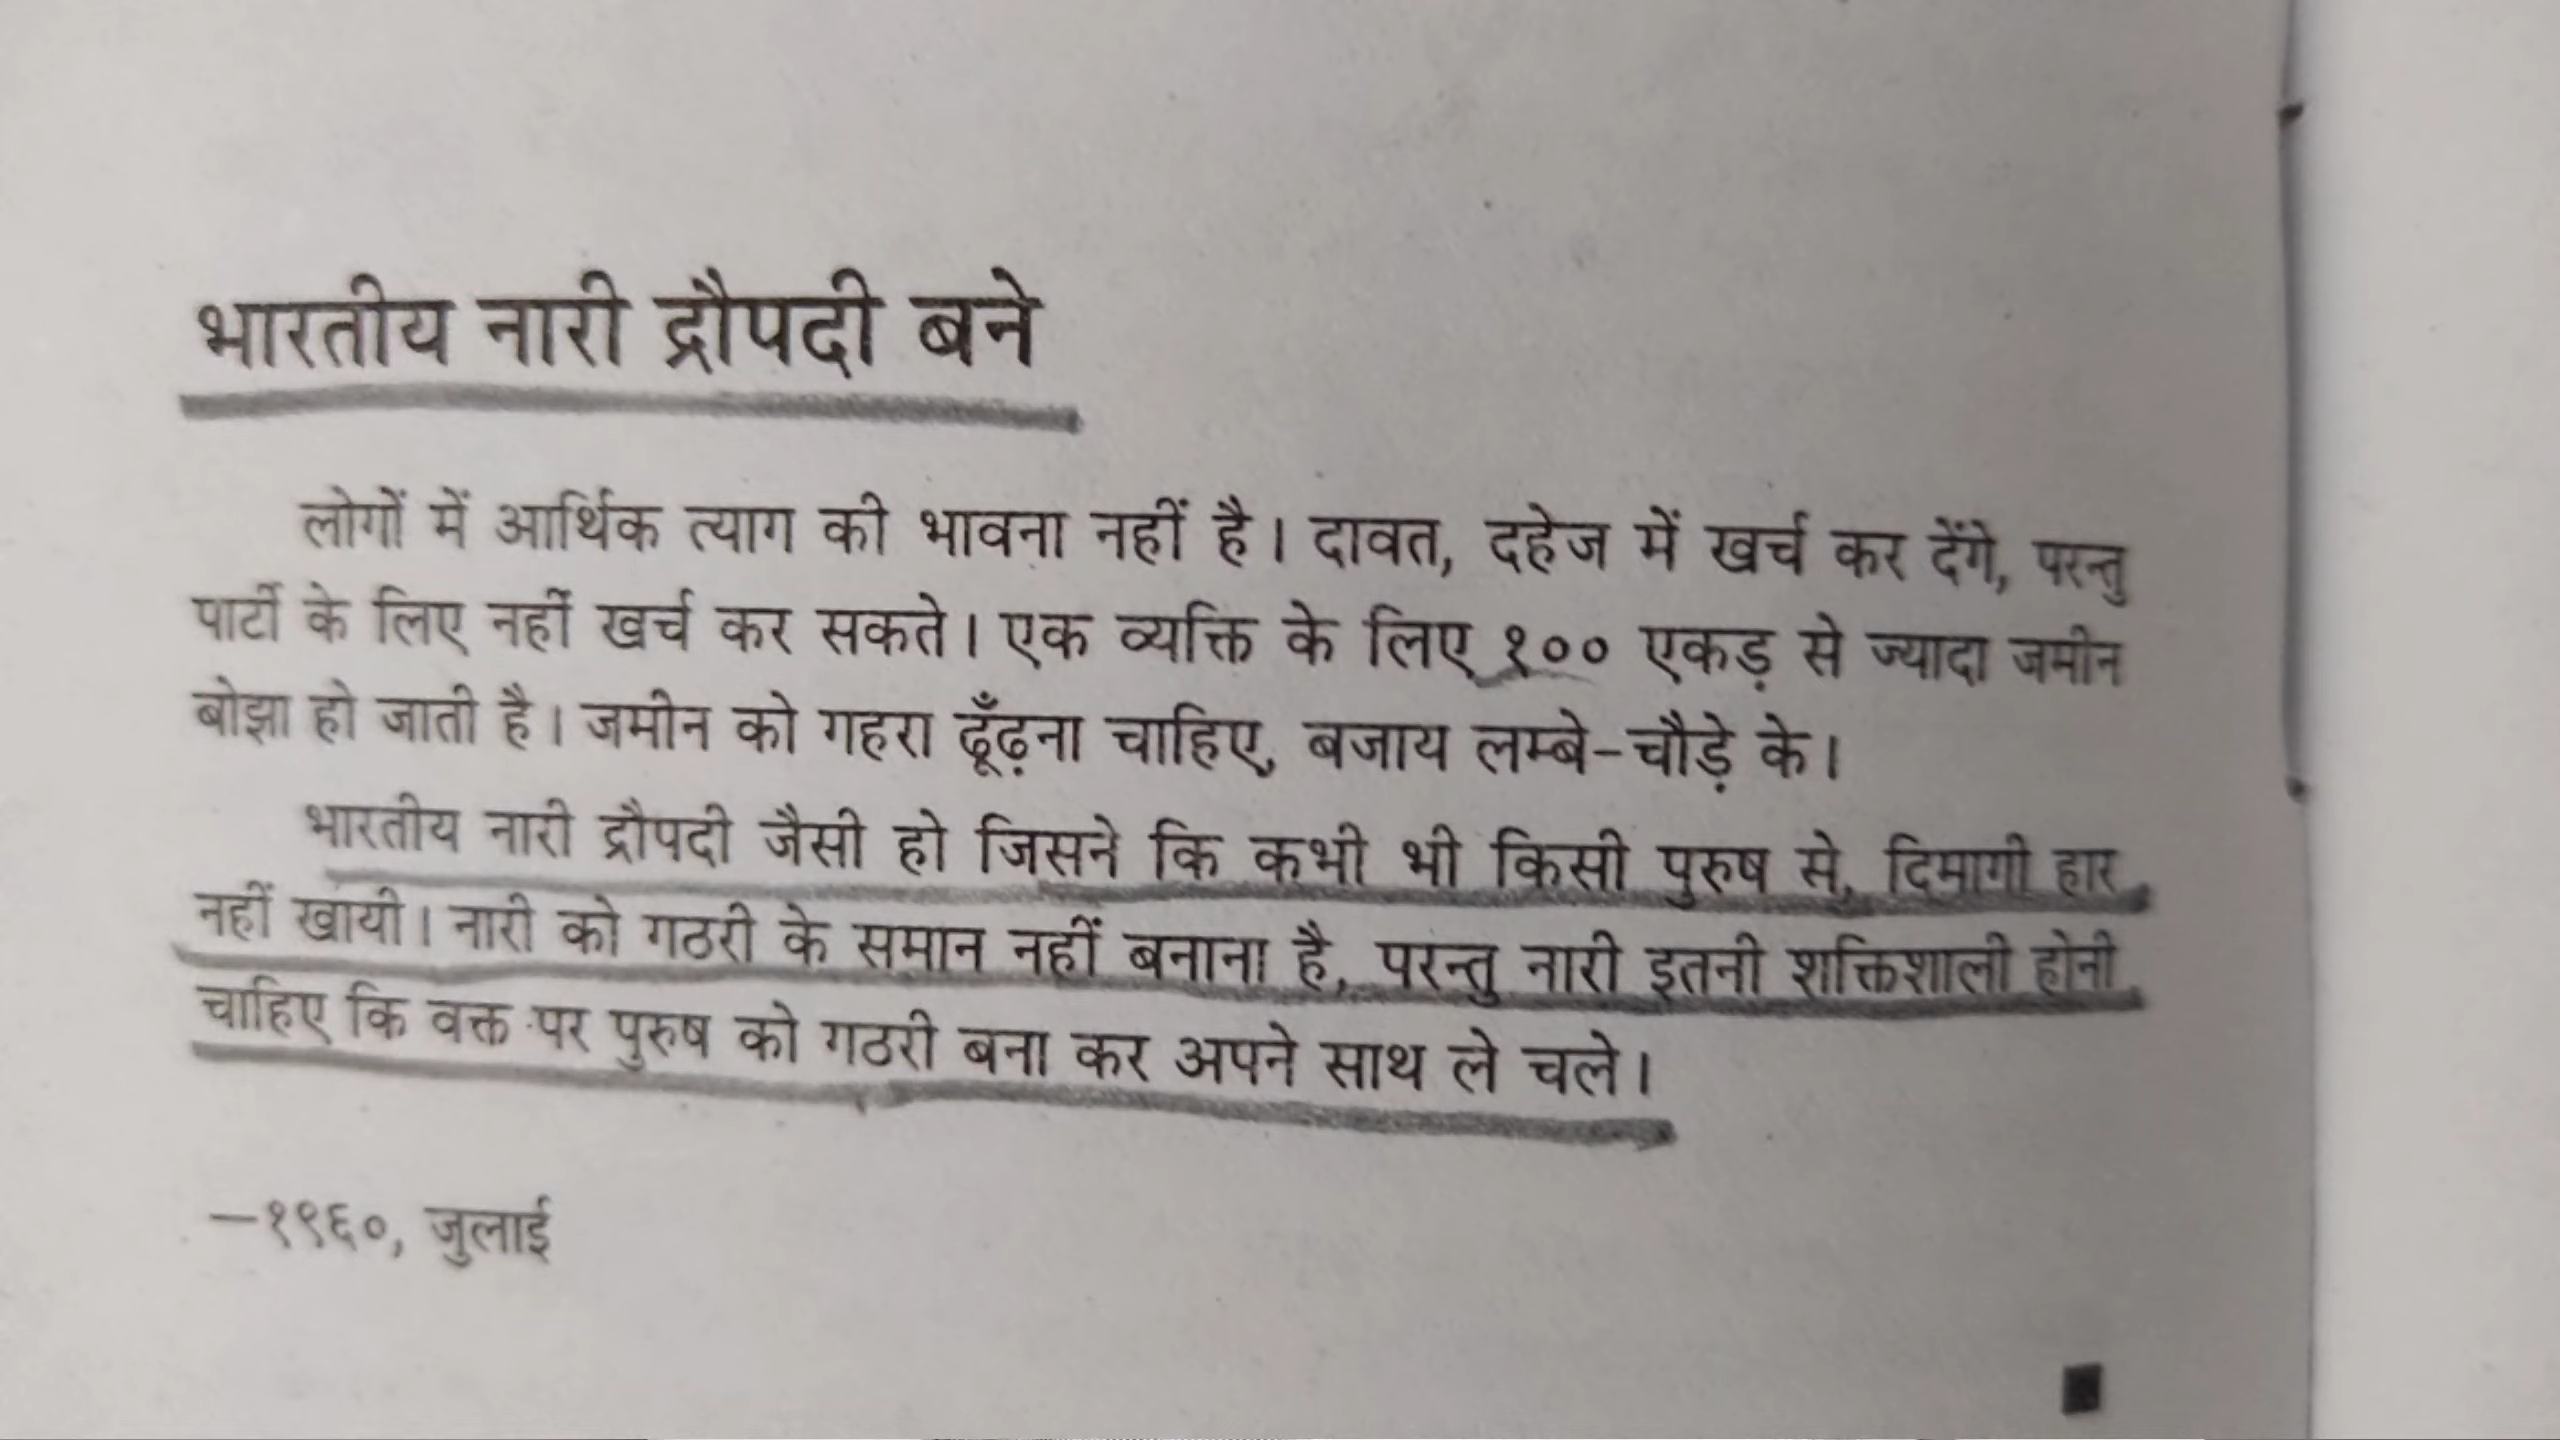 भारतीय नारी द्रौपदी बने
लोगों में आर्थिक त्याग की भावना नहीं है। दावत, दहेज में खर्च कर देंगे, परन्तु
पार्टी के लिए नहीं खर्च कर सकते। एक व्यक्ति के लिए १०० एकड़ से ज्यादा जमीन
बोझा हो जाती है। जमीन को गहरा ढूँढ़ना चाहिए, बजाय लम्बे-चौड़े के।
भारतीय नारी द्रौपदी जैसी हो जिसने कि कभी भी किसी पुरुष से, दिमागी हार
नहीं खायी। नारी को गठरी के समान नहीं बनाना है, परन्तु नारी इतनी शक्तिशाली होनी
चाहिए कि वक्त पर पुरुष को गठरी बना कर अपने साथ ले चले।
—१९६०, जुलाई